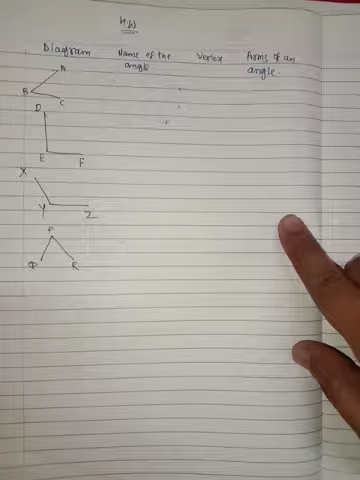 H.W
Diagram Name of the angle Vertex Arms of an angle.
A
B
C
D
E F
X
Y Z
P
Q R